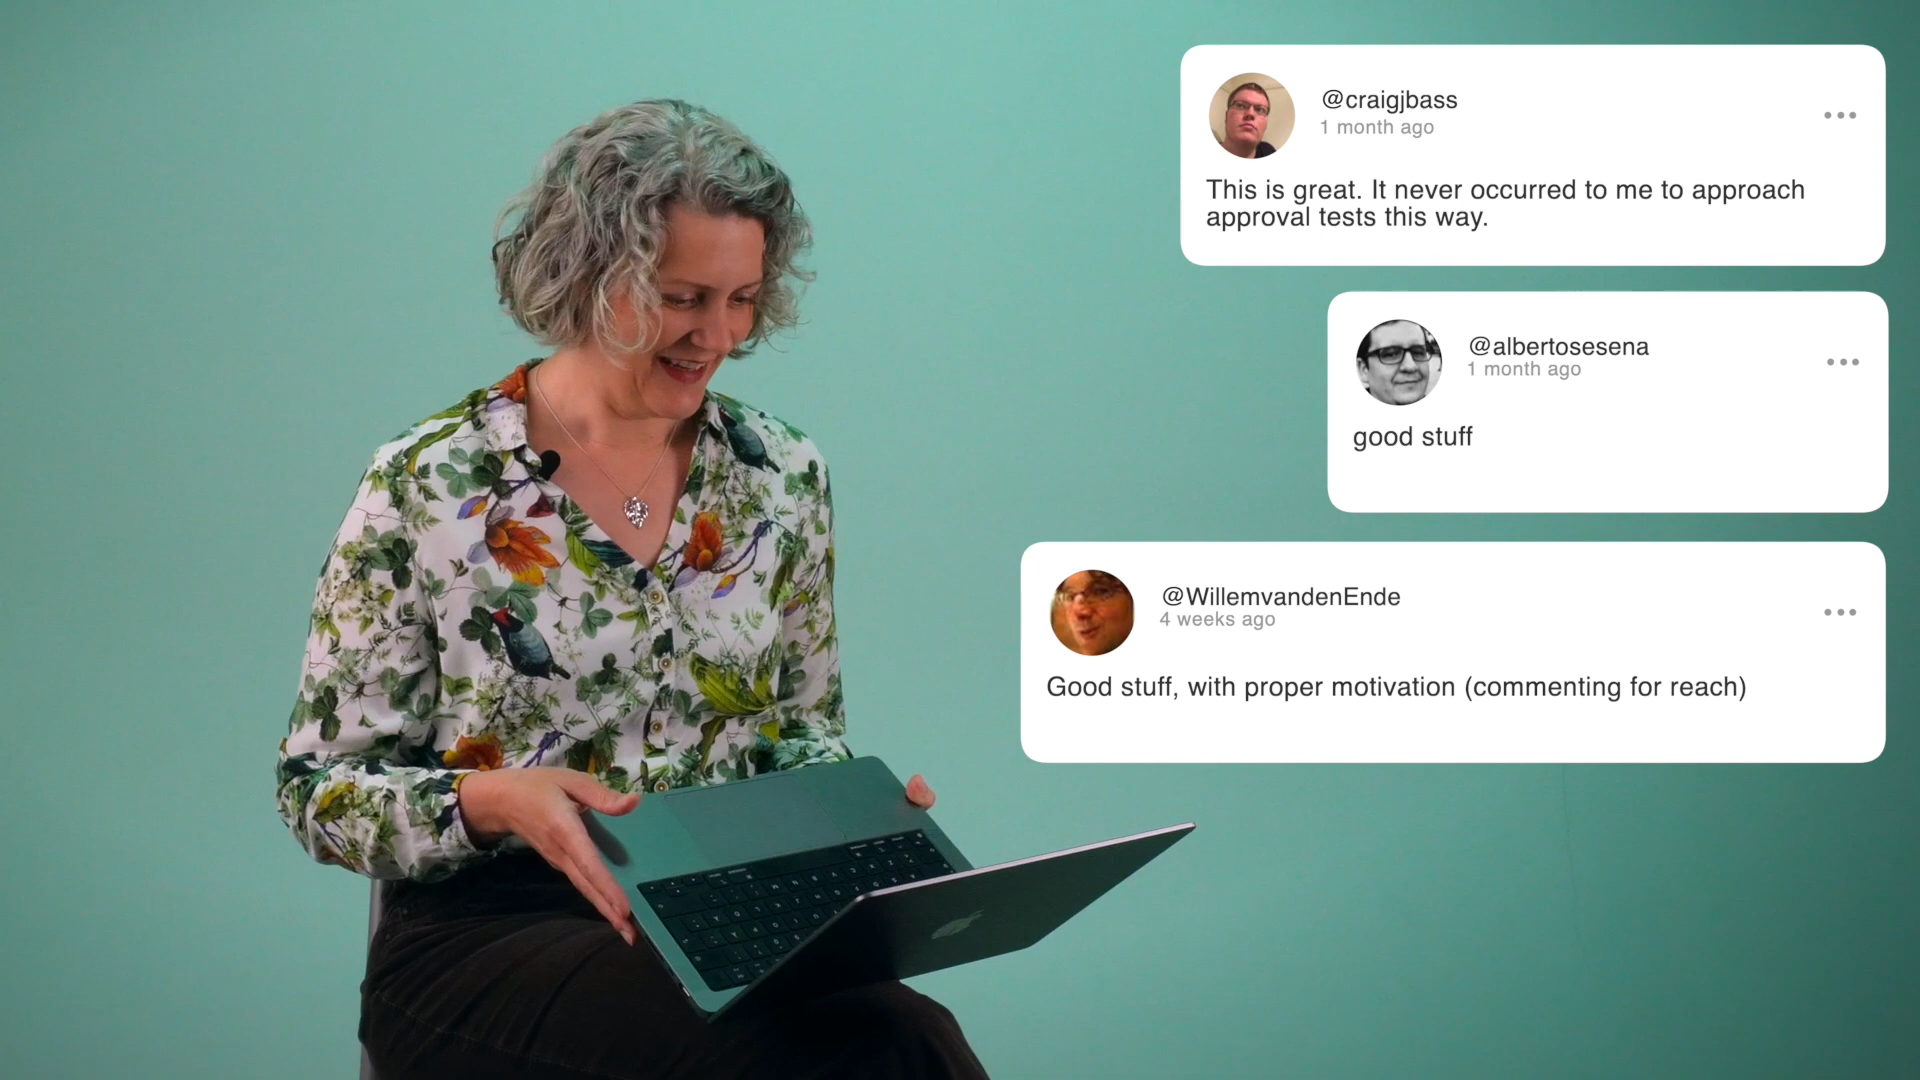 @craigjbass
1 month ago
This is great. It never occurred to me to approach
approval tests this way.
@albertosesena
1 month ago
good stuff
@WillemvandenEnde
4 weeks ago
Good stuff, with proper motivation (commenting for reach)